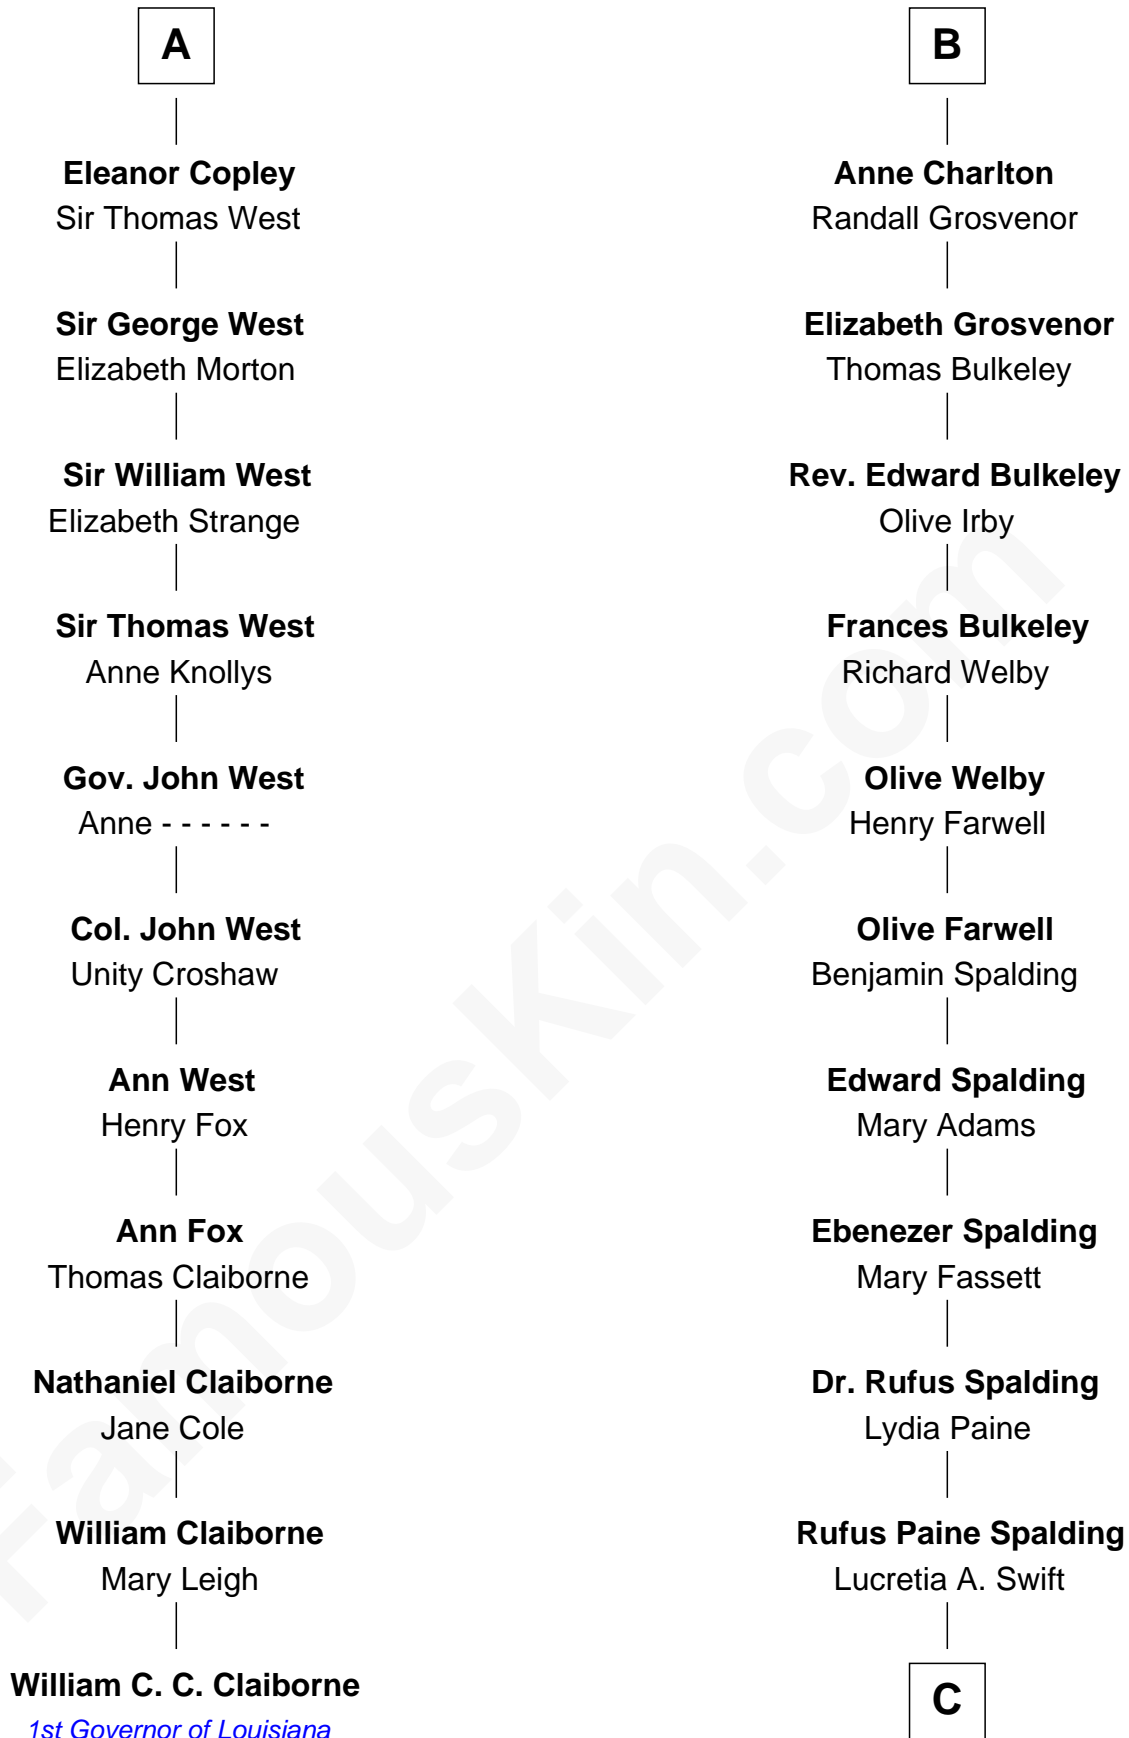 A
Eleanor Copley
Sir Thomas West
Sir George West
Elizabeth Morton
Sir William West
Elizabeth Strange
Sir Thomas West
Anne Knollys
Gov. John West
Anne - - - - - -
Col. John West
Unity Croshaw
Ann West
Henry Fox
Ann Fox
Thomas Claiborne
Nathaniel Claiborne
Jane Cole
William Claiborne
Mary Leigh
William C. C. Claiborne
1st Governor of Louisiana
B
Anne Charlton
Randall Grosvenor
Elizabeth Grosvenor
Thomas Bulkeley
Rev. Edward Bulkeley
Olive Irby
Frances Bulkeley
Richard Welby
Olive Welby
Henry Farwell
Olive Farwell
Benjamin Spalding
Edward Spalding
Mary Adams
Ebenezer Spalding
Mary Fassett
Dr. Rufus Spalding
Lydia Paine
Rufus Paine Spalding
Lucretia A. Swift
C
FamousKin.com